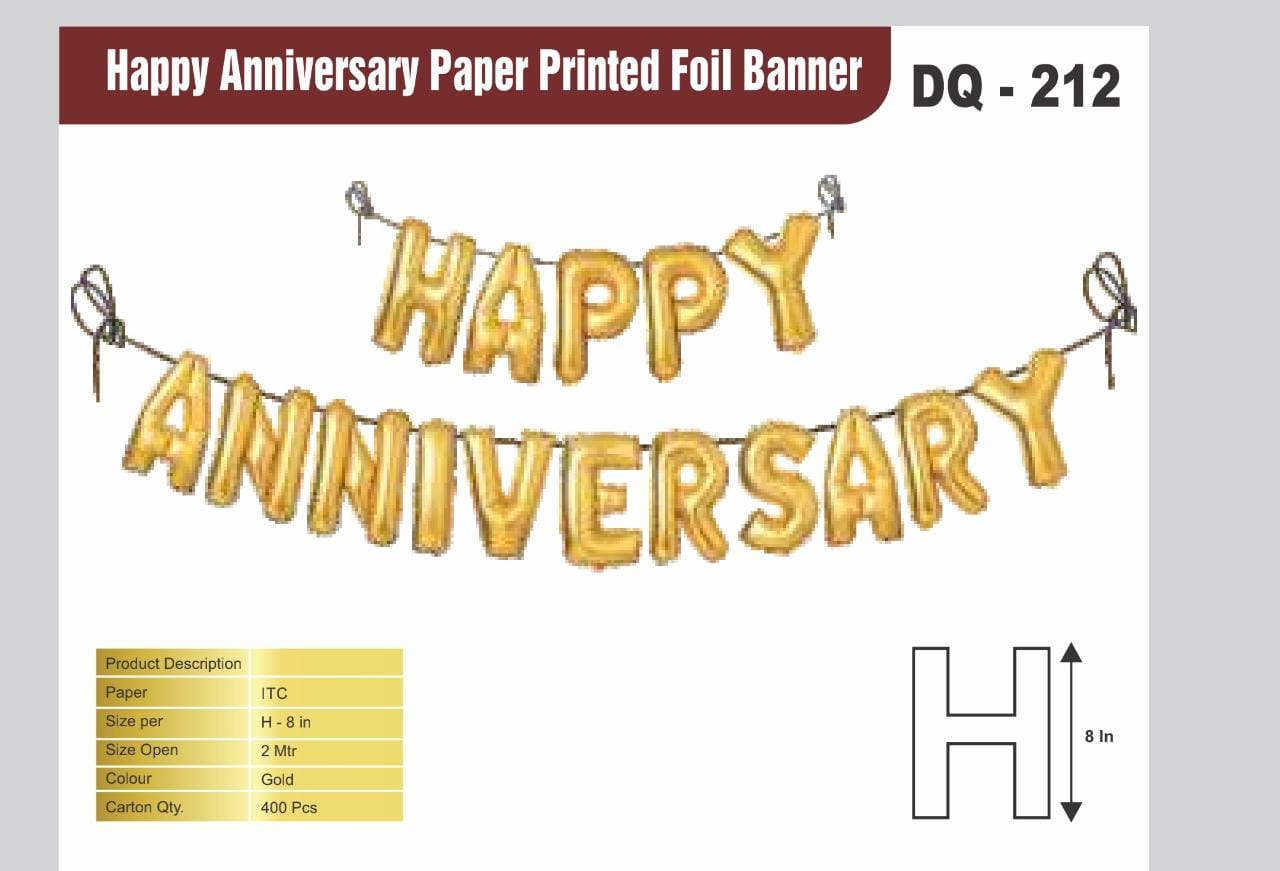 Happy Anniversary Paper Printed Foil Banner
DQ - 212
HAPPY
ANNIVERSARY
Product Description
Paper ITC
Size per H - 8 in
Size Open 2 Mtr
Colour Gold
Carton Qty. 400 Pcs
H
8 In